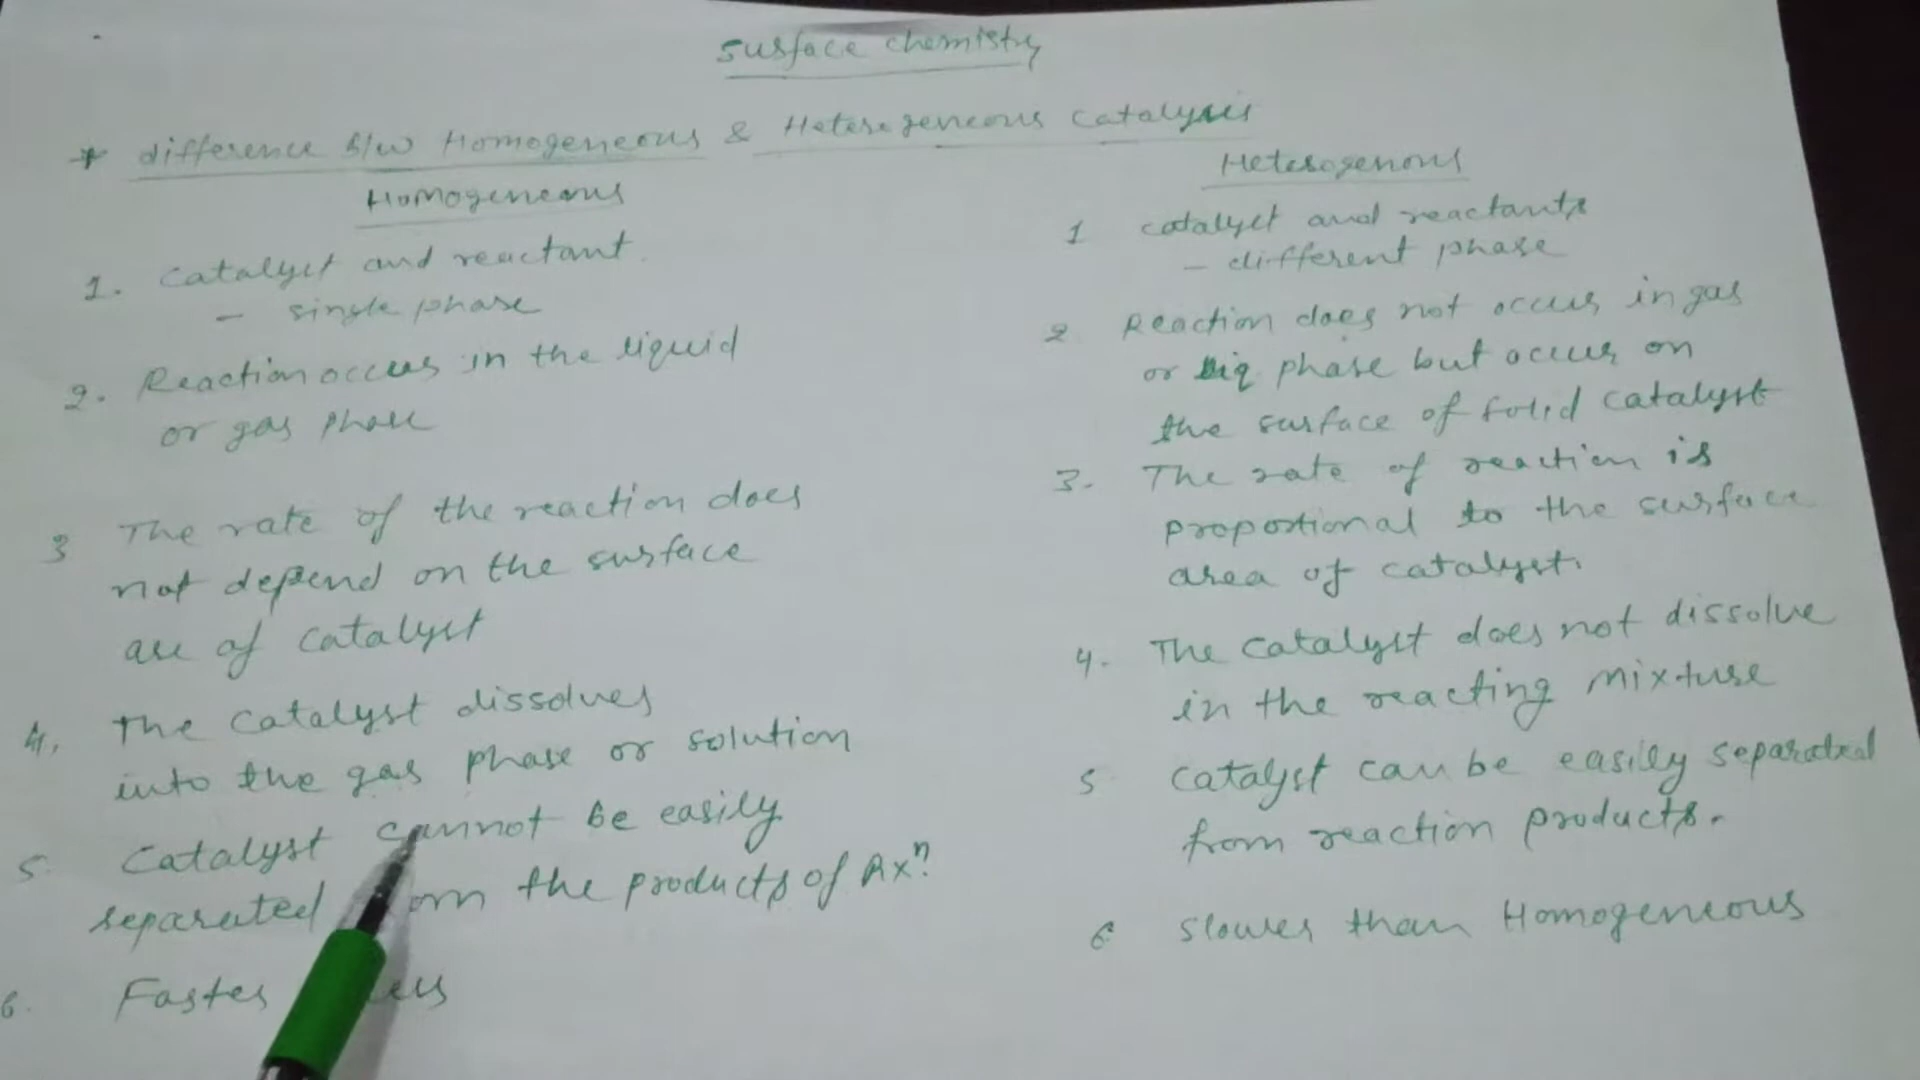 Surface chemistry
* difference b/w Homogeneous & Heterogeneous catalysis
Homogeneous
1. Catalyst and reactant.
- single phase
2. Reaction occurs in the liquid
or gas phase
3 The rate of the reaction does
not depend on the surface
are of catalyst
4. The catalyst dissolves
into the gas phase or solution
5. Catalyst cannot be easily
separated the products of Rxn
6. Faster
Heterogenous
1 catalyst and reactants
- different phase
2 Reaction does not occur in gas
or liq phase but occur on
the surface of solid catalyst
3. The rate of reaction is
proportional to the surface
area of catalyst.
4. The catalyst does not dissolve
in the reacting mixture
5 catalyst can be easily separated
from reaction products.
6 slower than Homogeneous